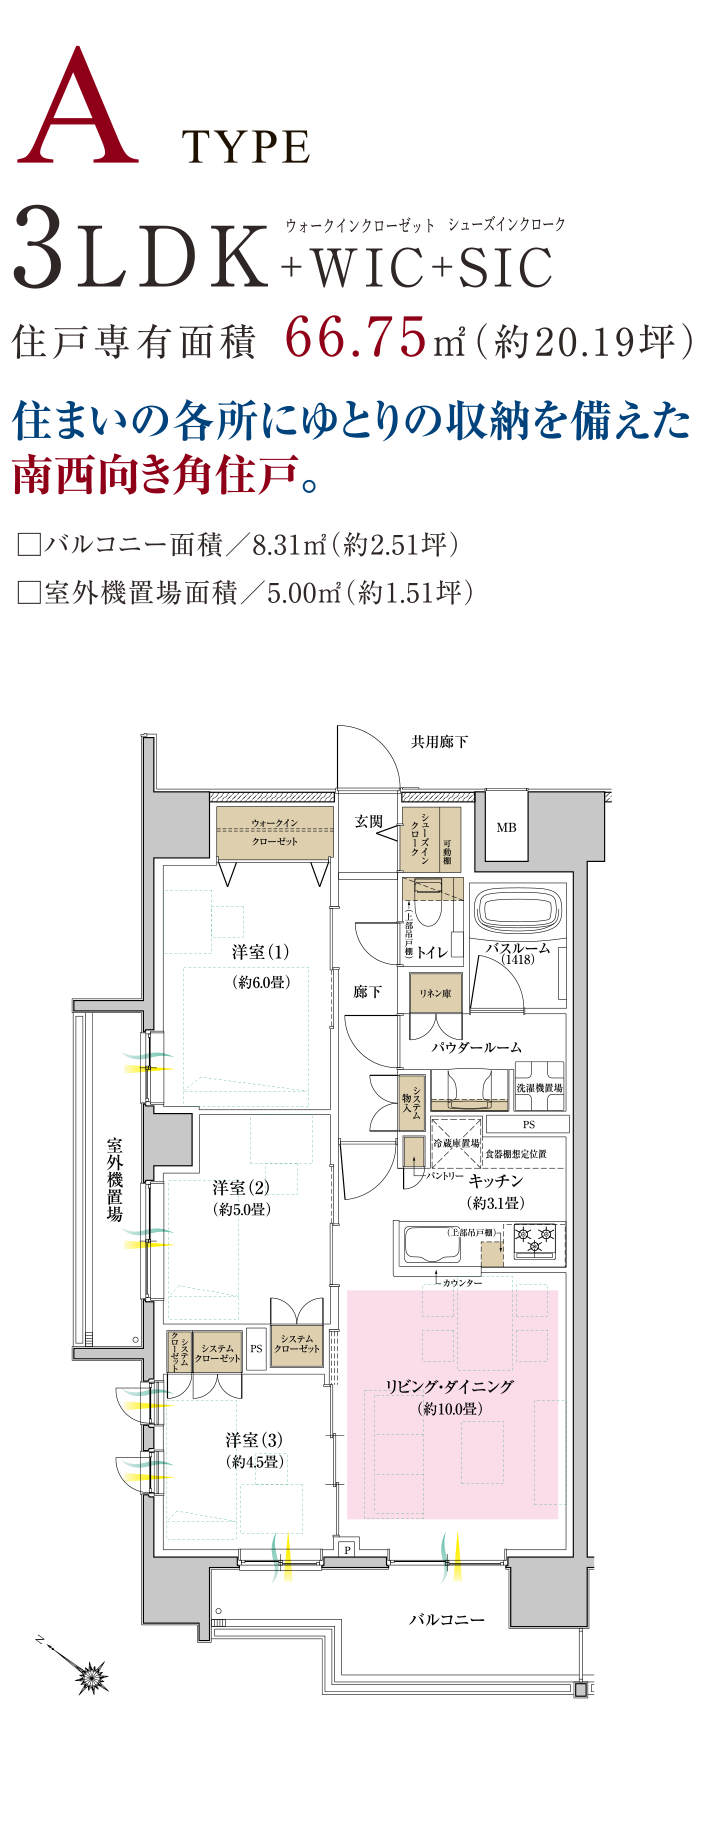 A TYPE
ウォークインクローゼット シューズインクローク
3LDK+WIC+SIC
住戸専有面積 66.75㎡(約20.19坪)
住まいの各所にゆとりの収納を備えた
南西向き角住戸。
□バルコニー面積／8.31㎡(約2.51坪)
□室外機置場面積／5.00㎡(約1.51坪)
共用廊下
ウォークイン
クローゼット
玄関
シューズイン
クローク
可動棚
MB
洋室(1)
(約6.0畳)
(上部吊戸棚)
トイレ
バスルーム
(1418)
廊下
リネン庫
パウダールーム
システム
物入
洗濯機置場
PS
冷蔵庫置場
食器棚想定位置
パントリー
キッチン
(約3.1畳)
室外機置場
洋室(2)
(約5.0畳)
(上部吊戸棚)
カウンター
システム
クローゼット
システム
クローゼット
PS
システム
クローゼット
リビング・ダイニング
(約10.0畳)
洋室(3)
(約4.5畳)
P
バルコニー
N